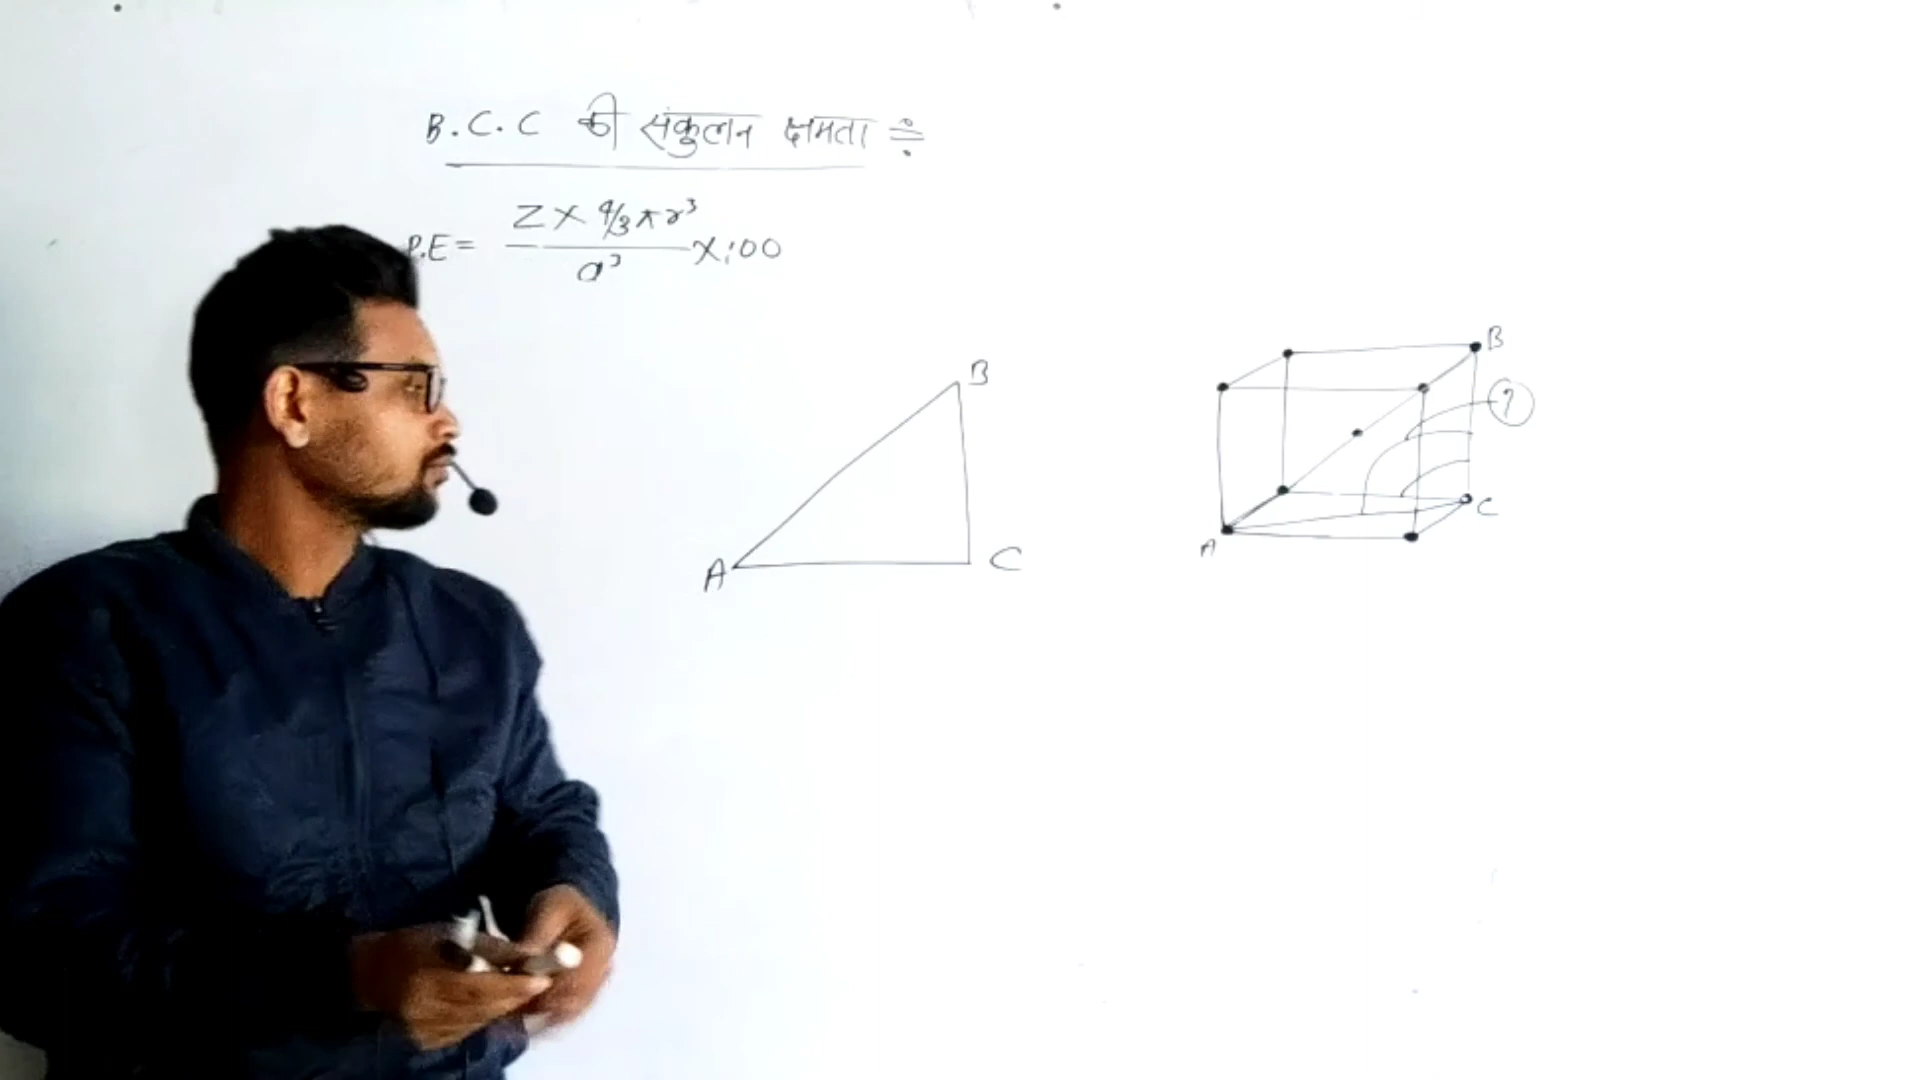 B.C.C की संकुलन क्षमता ÷
P.E = Z × 4/3 π r³ / a³ × 100
B
A
C
B
?
C
A